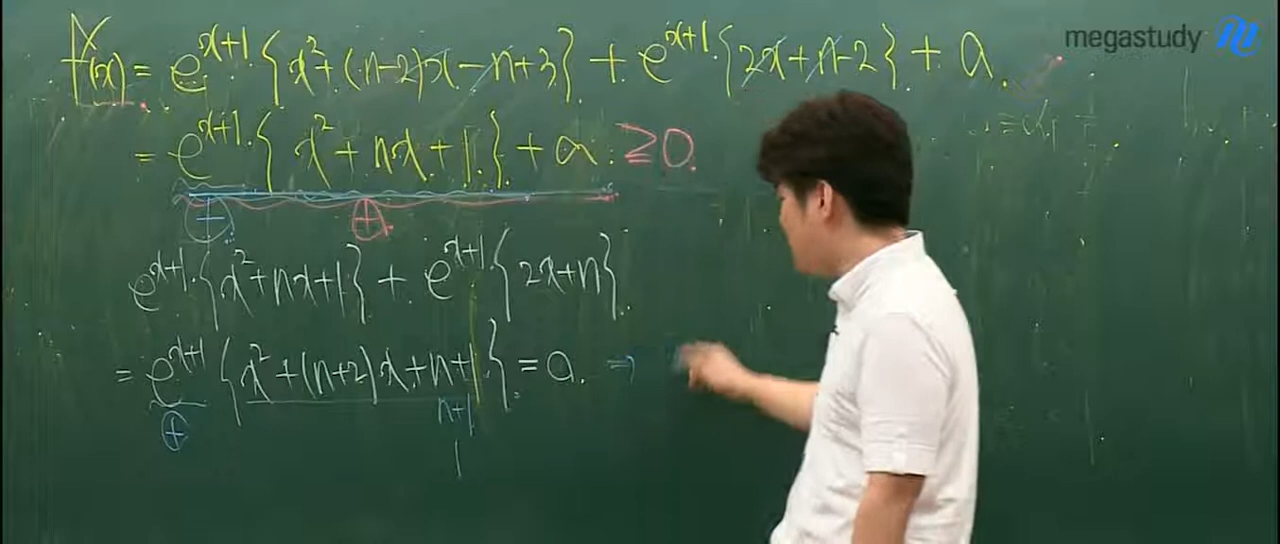 megastudy
f(x) = e^{x+1}{x²+(n-2)x-n+3} + e^{x+1}{2x+n-2} + a.
= e^{x+1}{x²+nx+1} + a ≥0.
⊕ ⊕
e^{x+1}{x²+nx+1} + e^{x+1}{2x+n}
= e^{x+1}{x²+(n+2)x+n+1} = a. →
⊕ n+1
1